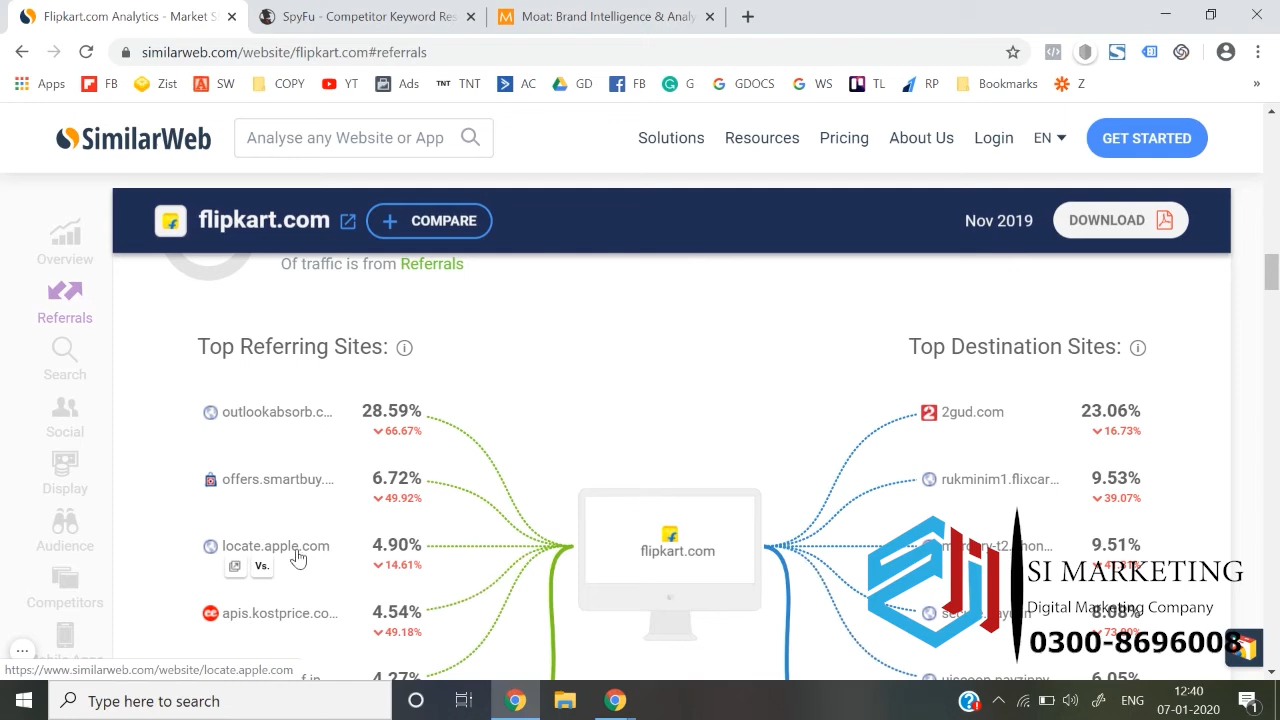 Flipkart.com Analytics - Market S
SpyFu - Competitor Keyword Res
Moat: Brand Intelligence & Analy
similarweb.com/website/flipkart.com#referrals
Apps FB Zist SW COPY YT Ads TNT TNT AC GD FB G GDOCS WS TL RP Bookmarks Z
SimilarWeb
Analyse any Website or App
Solutions Resources Pricing About Us Login EN GET STARTED
flipkart.com + COMPARE Nov 2019 DOWNLOAD
Overview
Referrals
Search
Social
Display
Audience
Competitors
Of traffic is from Referrals
Top Referring Sites:
outlookabsorb.c... 28.59%
66.67%
offers.smartbuy.... 6.72%
49.92%
locate.apple.com 4.90%
Vs. 14.61%
apis.kostprice.co... 4.54%
49.18%
4.27%
flipkart.com
Top Destination Sites:
2gud.com 23.06%
16.73%
rukminim1.flixcar... 9.53%
39.07%
9.51%
8.08%
6.05%
SI MARKETING
Digital Marketing Company
0300-8696008
https://www.similarweb.com/website/locate.apple.com
Type here to search
ENG
12:40
07-01-2020